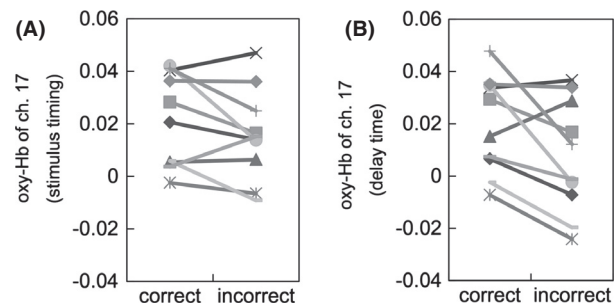 (A)
oxy-Hb of ch. 17
(stimulus timing)
0.06
0.04
0.02
0
-0.02
-0.04
correct incorrect
(B)
oxy-Hb of ch. 17
(delay time)
0.06
0.04
0.02
0
-0.02
-0.04
correct incorrect